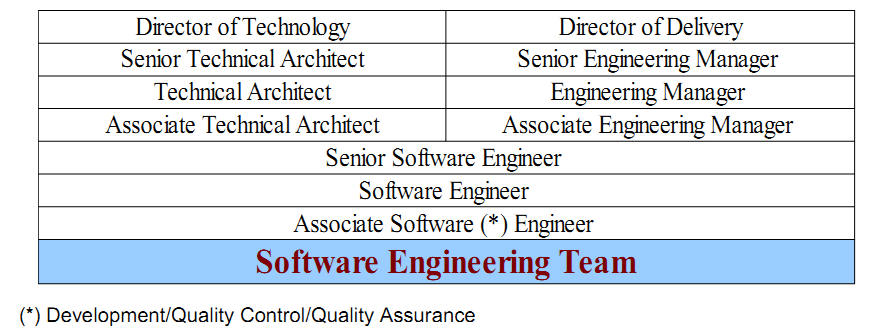 Director of Technology Director of Delivery
Senior Technical Architect Senior Engineering Manager
Technical Architect Engineering Manager
Associate Technical Architect Associate Engineering Manager
Senior Software Engineer
Software Engineer
Associate Software (*) Engineer
Software Engineering Team
(*) Development/Quality Control/Quality Assurance